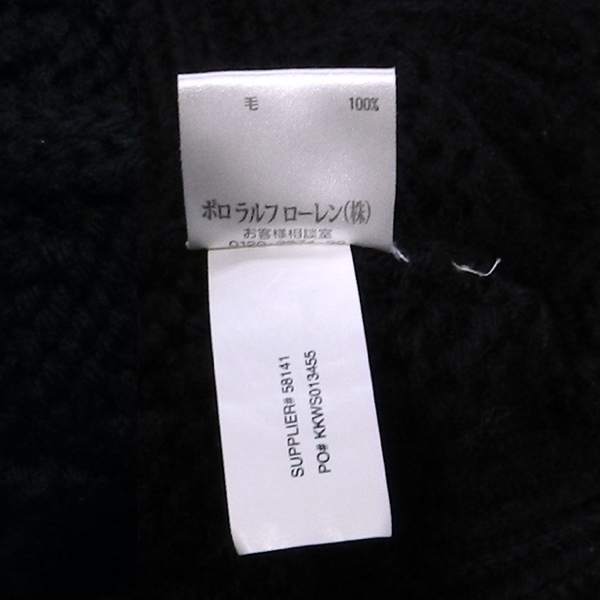 毛 100%
ポロ ラルフ ローレン(株)
お客様相談室
SUPPLIER# 58141
PO# KKWS013455